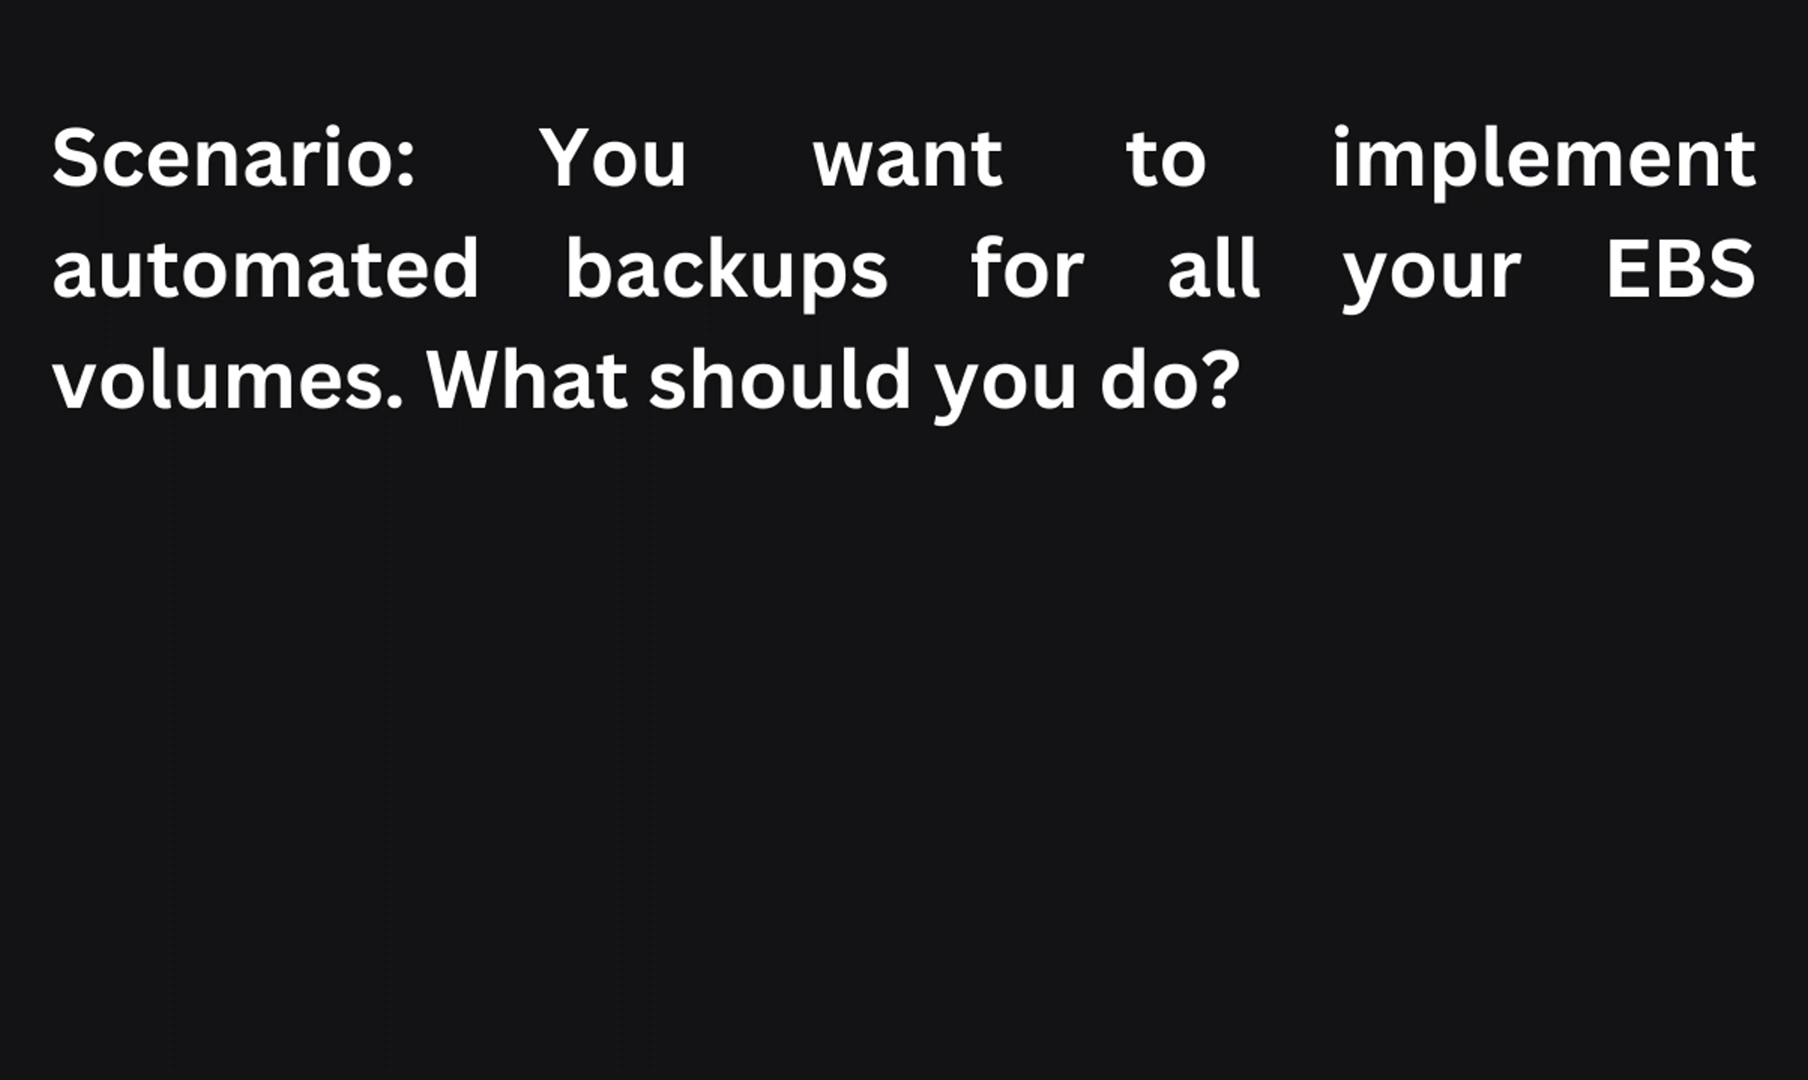 Scenario: You want to implement
automated backups for all your EBS
volumes. What should you do?